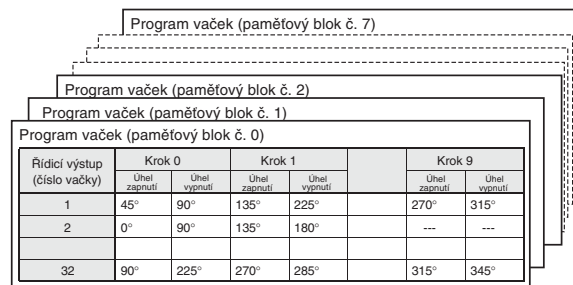 Program vaček (paměťový blok č. 7)
Program vaček (paměťový blok č. 2)
Program vaček (paměťový blok č. 1)
Program vaček (paměťový blok č. 0)
Řídicí výstup (číslo vačky) Krok 0 Krok 1 Krok 9
Úhel zapnutí Úhel vypnutí Úhel zapnutí Úhel vypnutí Úhel zapnutí Úhel vypnutí
1 45° 90° 135° 225° 270° 315°
2 0° 90° 135° 180° --- ---
32 90° 225° 270° 285° 315° 345°